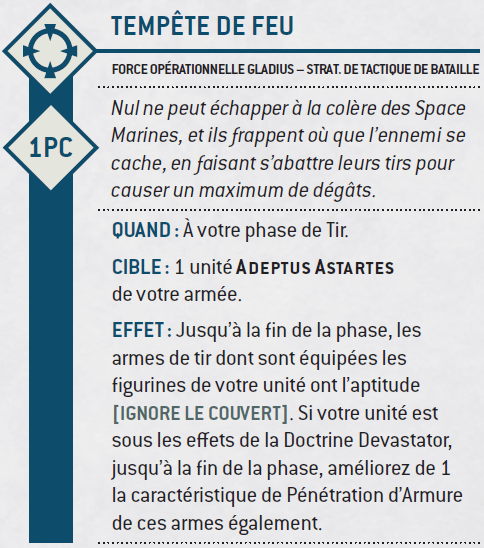 TEMPÊTE DE FEU
FORCE OPÉRATIONNELLE GLADIUS – STRAT. DE TACTIQUE DE BATAILLE
1PC
Nul ne peut échapper à la colère des Space
Marines, et ils frappent où que l'ennemi se
cache, en faisant s'abattre leurs tirs pour
causer un maximum de dégâts.
QUAND : À votre phase de Tir.
CIBLE : 1 unité ADEPTUS ASTARTES
de votre armée.
EFFET : Jusqu'à la fin de la phase, les
armes de tir dont sont équipées les
figurines de votre unité ont l'aptitude
[IGNORE LE COUVERT]. Si votre unité est
sous les effets de la Doctrine Devastator,
jusqu'à la fin de la phase, améliorez de 1
la caractéristique de Pénétration d'Armure
de ces armes également.